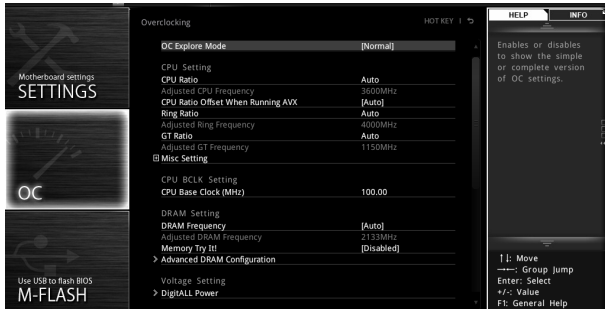 Overclocking
HOT KEY
HELP
INFO
OC Explore Mode [Normal]
CPU Setting
CPU Ratio Auto
Adjusted CPU Frequency 3600MHz
CPU Ratio Offset When Running AVX [Auto]
Ring Ratio Auto
Adjusted Ring Frequency 4000MHz
GT Ratio Auto
Adjusted GT Frequency 1150MHz
Misc Setting
CPU BCLK Setting
CPU Base Clock (MHz) 100.00
DRAM Setting
DRAM Frequency [Auto]
Adjusted DRAM Frequency 2133MHz
Memory Try It! [Disabled]
> Advanced DRAM Configuration
Voltage Setting
> DigitALL Power
Motherboard settings
SETTINGS
OC
Use USB to flash BIOS
M-FLASH
Enables or disables
to show the simple
or complete version
of OC settings.
↑↓: Move
→←: Group Jump
Enter: Select
+/-: Value
F1: General Help